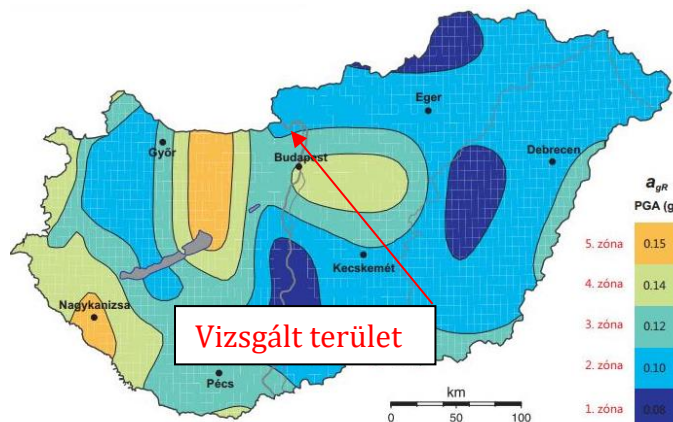 Eger
Győr
Budapest
Debrecen
a_gR
PGA (g
Kecskemét
5. zóna 0.15
4. zóna 0.14
Nagykanizsa
Vizsgált terület
3. zóna 0.12
2. zóna 0.10
Pécs
km
1. zóna 0.08
0 50 100